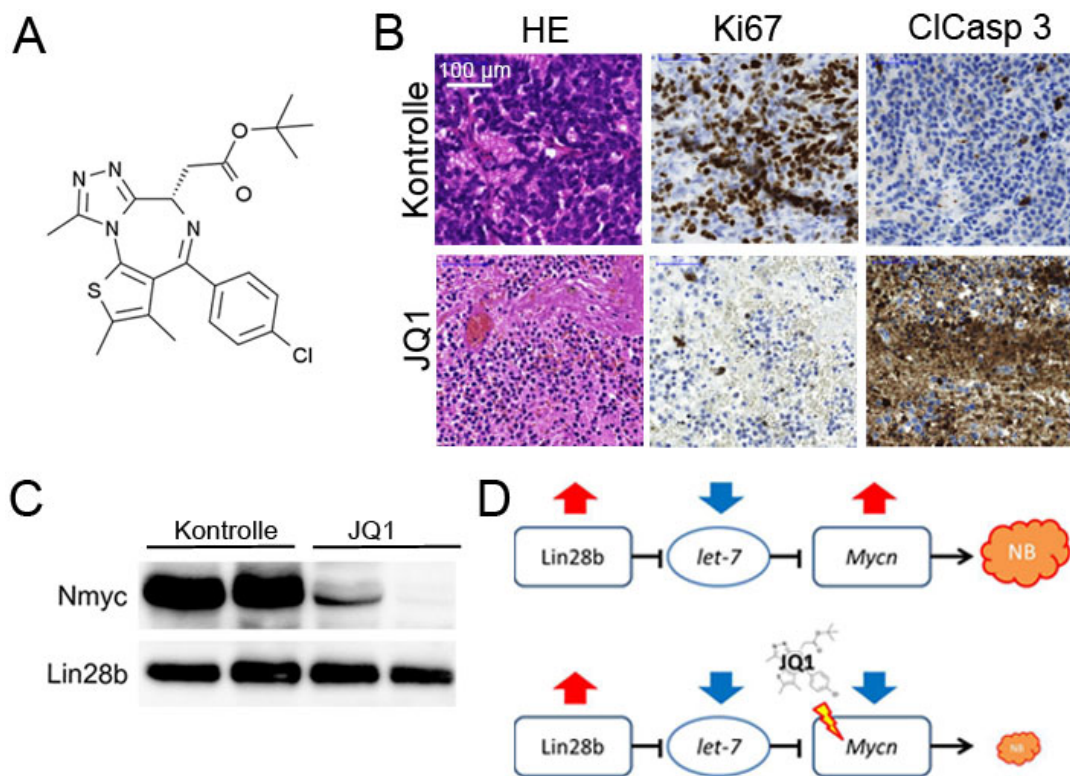 A
N N
N N
S
O
O
Cl
B
HE Ki67 ClCasp 3
100 µm
Kontrolle
JQ1
C
Kontrolle JQ1
Nmyc
Lin28b
D
Lin28b let-7 Mycn NB
JQ1
Lin28b let-7 Mycn NB